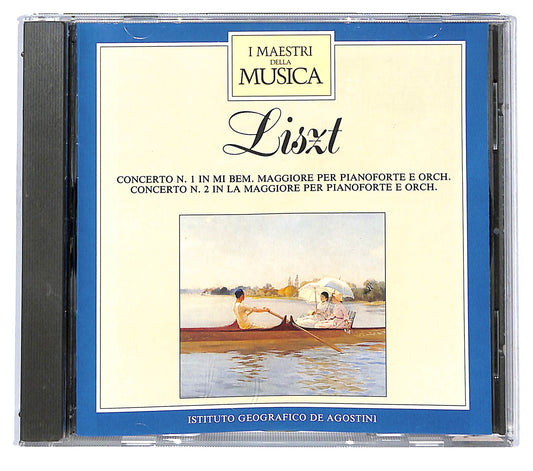 I MAESTRI
DELLA
MUSICA
Liszt
CONCERTO N. 1 IN MI BEM. MAGGIORE PER PIANOFORTE E ORCH.
CONCERTO N. 2 IN LA MAGGIORE PER PIANOFORTE E ORCH.
ISTITUTO GEOGRAFICO DE AGOSTINI